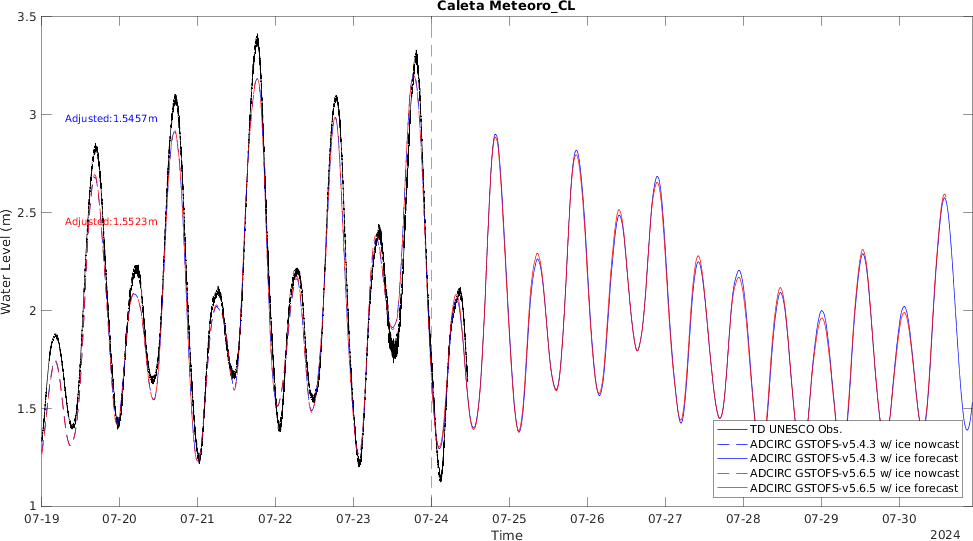 Caleta Meteoro_CL
3.5
3
2.5
2
1.5
1
Water Level (m)
Adjusted:1.5457m
Adjusted:1.5523m
TD UNESCO Obs.
ADCIRC GSTOFS-v5.4.3 w/ ice nowcast
ADCIRC GSTOFS-v5.4.3 w/ ice forecast
ADCIRC GSTOFS-v5.6.5 w/ ice nowcast
ADCIRC GSTOFS-v5.6.5 w/ ice forecast
07-19 07-20 07-21 07-22 07-23 07-24 07-25 07-26 07-27 07-28 07-29 07-30
Time
2024